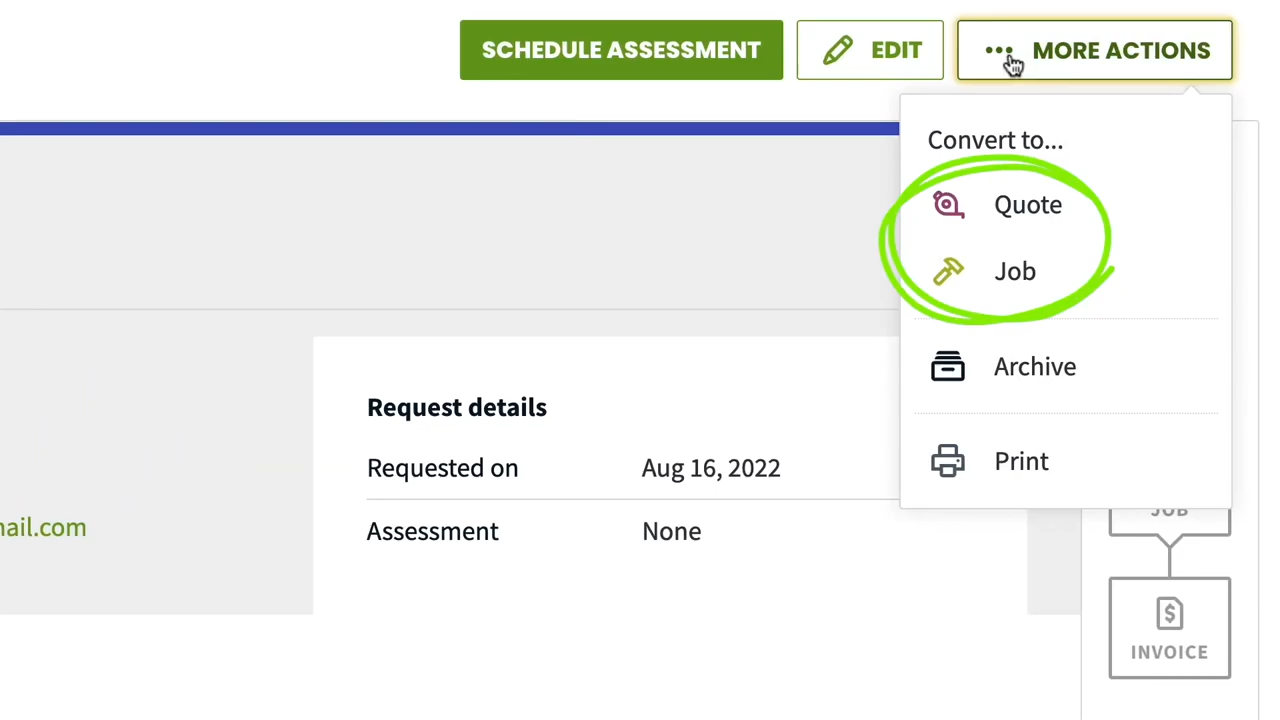 SCHEDULE ASSESSMENT
EDIT
MORE ACTIONS
Convert to...
Quote
Job
Archive
Print
Request details
Requested on Aug 16, 2022
Assessment None
ail.com
JOB
INVOICE